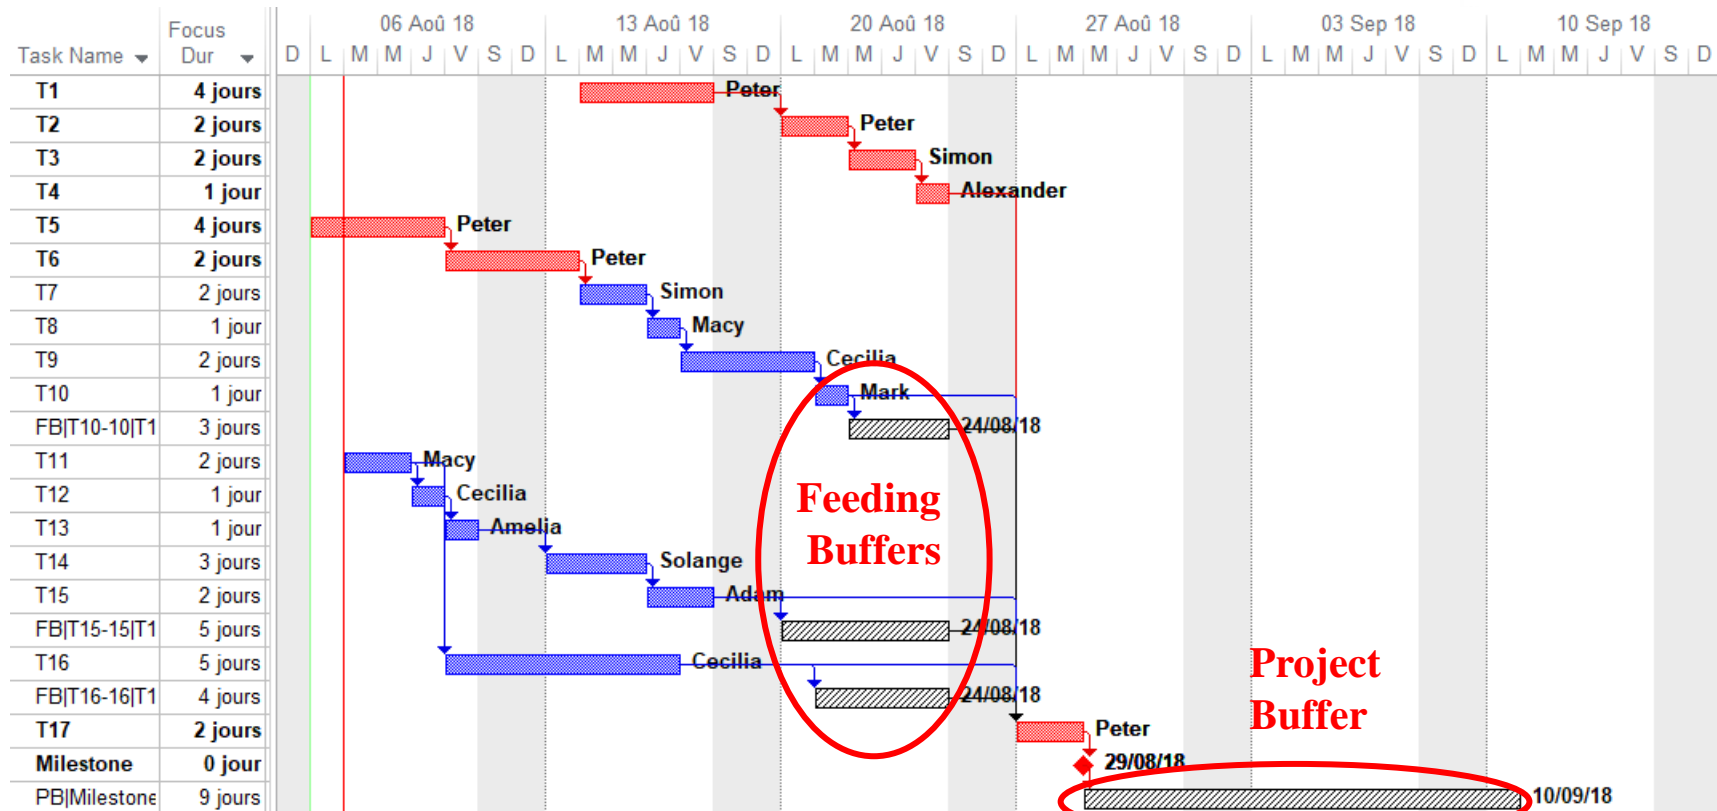 Task Name
Focus
Dur
06 Aoû 18
13 Aoû 18
20 Aoû 18
27 Aoû 18
03 Sep 18
10 Sep 18
D L M M J V S D L M M J V S D L M M J V S D L M M J V S D L M M J V S D L M M J V S D
T1 4 jours Peter
T2 2 jours Peter
T3 2 jours Simon
T4 1 jour Alexander
T5 4 jours Peter
T6 2 jours Peter
T7 2 jours Simon
T8 1 jour Macy
T9 2 jours Cecilia
T10 1 jour Mark
FB|T10-10|T1 3 jours 24/08/18
T11 2 jours Macy
T12 1 jour Cecilia
T13 1 jour Amelia
T14 3 jours Solange
T15 2 jours Adam
FB|T15-15|T1 5 jours 24/08/18
T16 5 jours Cecilia
FB|T16-16|T1 4 jours 24/08/18
T17 2 jours Peter
Milestone 0 jour 29/08/18
PB|Milestone 9 jours 10/09/18
Feeding
Buffers
Project
Buffer